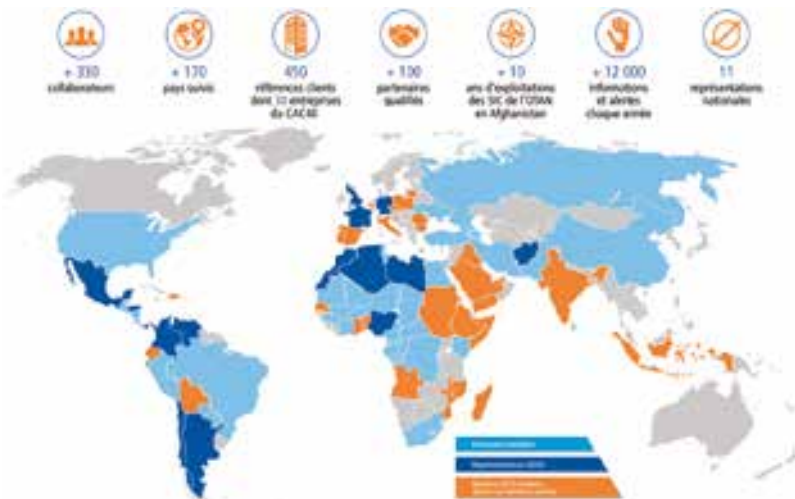 + 330
collaborateurs
+ 170
pays suivis
450
références clients
dont 33 entreprises
du CAC40
+ 100
partenaires
qualifiés
+ 10
ans d'exploitations
des SIC de l'OTAN
en Afghanistan
+ 12 000
informations
et alertes
chaque année
11
représentations
nationales